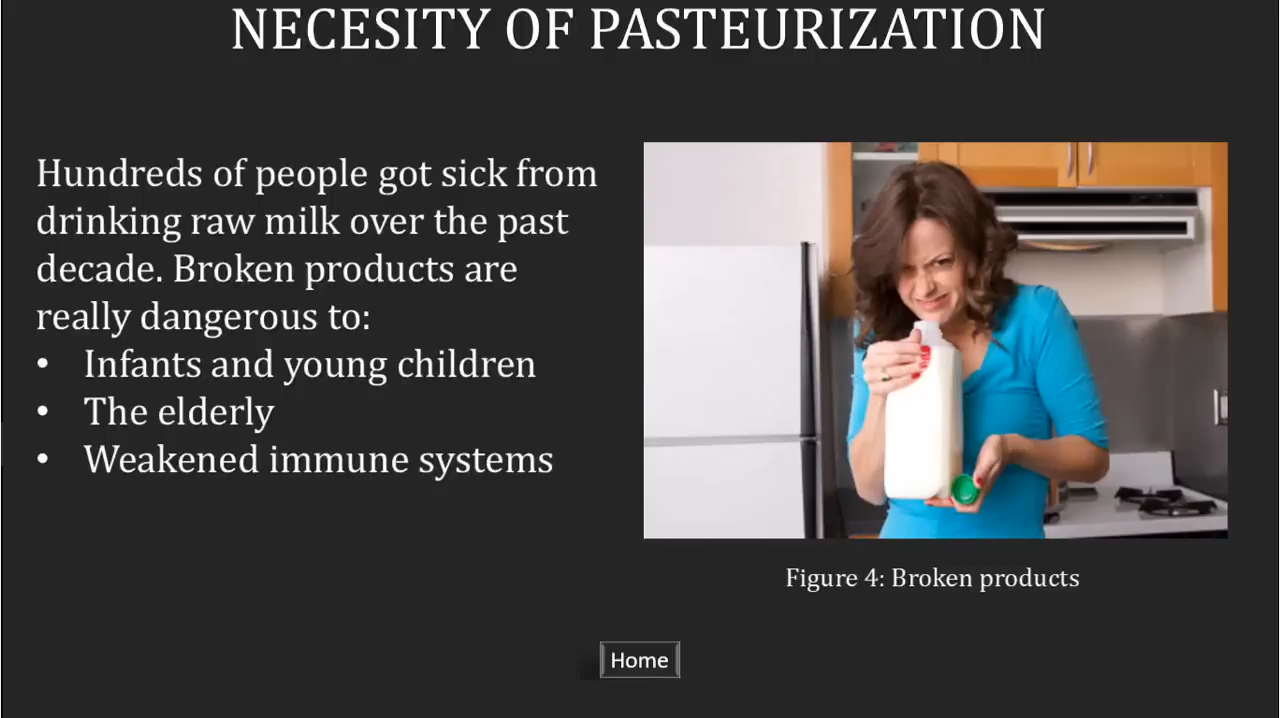 NECESITY OF PASTEURIZATION
Hundreds of people got sick from
drinking raw milk over the past
decade. Broken products are
really dangerous to:
• Infants and young children
• The elderly
• Weakened immune systems
Figure 4: Broken products
Home